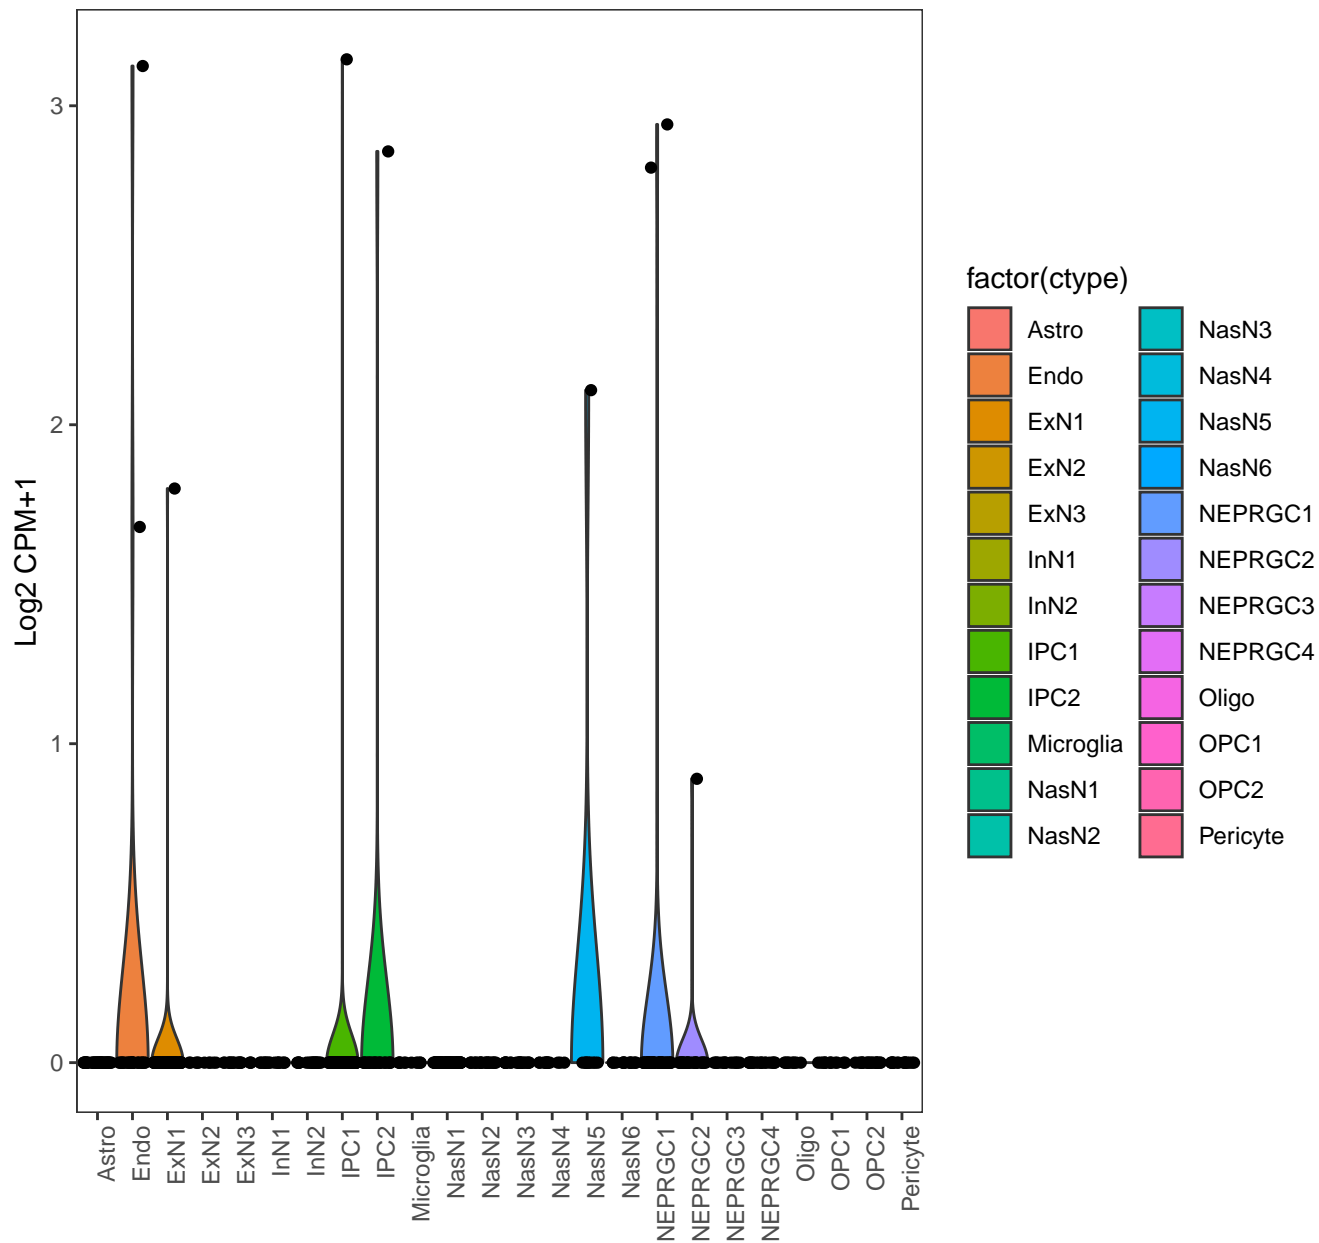 3
2
1
0
Log2 CPM+1
Astro
Endo
ExN1
ExN2
ExN3
InN1
InN2
IPC1
IPC2
Microglia
NasN1
NasN2
NasN3
NasN4
NasN5
NasN6
NEPRGC1
NEPRGC2
NEPRGC3
NEPRGC4
Oligo
OPC1
OPC2
Pericyte
factor(ctype)
Astro
Endo
ExN1
ExN2
ExN3
InN1
InN2
IPC1
IPC2
Microglia
NasN1
NasN2
NasN3
NasN4
NasN5
NasN6
NEPRGC1
NEPRGC2
NEPRGC3
NEPRGC4
Oligo
OPC1
OPC2
Pericyte